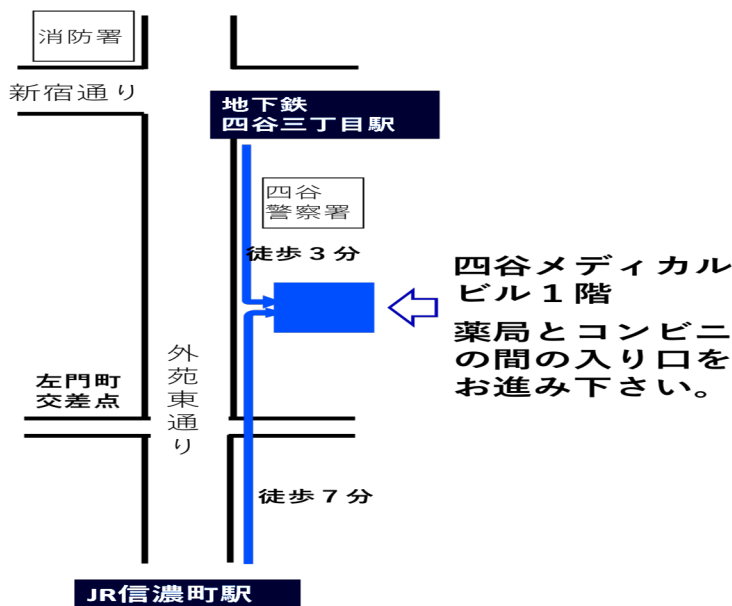 消防署
新宿通り
地下鉄
四谷三丁目駅
四谷
警察署
徒歩３分
四谷メディカル
ビル１階
薬局とコンビニ
の間の入り口を
お進み下さい。
外苑東通り
左門町
交差点
徒歩７分
JR信濃町駅